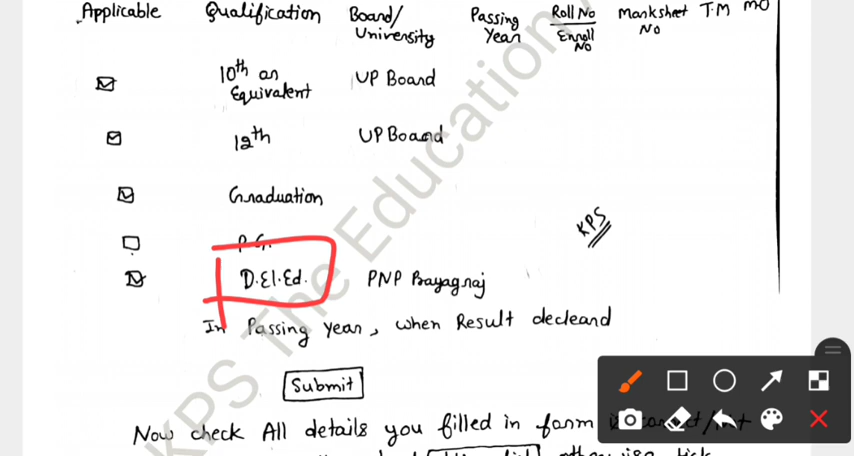 Applicable Qualification Board/ Passing Roll No Marksheet T.M MO
University Year Enroll No
No
10th or UP Board
Equivalent
12th UP Board
Graduation
KPS
P.G.
D.El.Ed. PNP Prayagraj
In Passing Year, when Result decleard
Submit
Now check All details you filled in form
KPS The Education